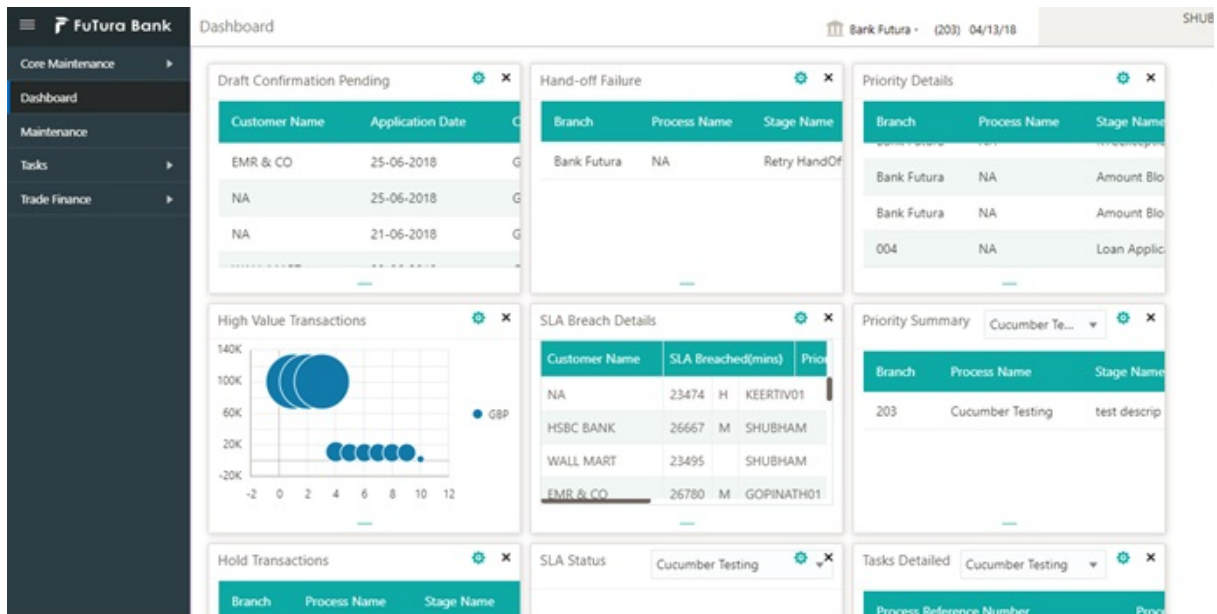 FuTura Bank
Dashboard
Bank Futura - (203) 04/13/18
SHUB
Core Maintenance
Dashboard
Maintenance
Tasks
Trade Finance
Draft Confirmation Pending
Customer Name Application Date
EMR & CO 25-06-2018 G
NA 25-06-2018 G
NA 21-06-2018 G
Hand-off Failure
Branch Process Name Stage Name
Bank Futura NA Retry HandOf
Priority Details
Branch Process Name Stage Name
Bank Futura NA Amount Blo
Bank Futura NA Amount Blo
004 NA Loan Applic
High Value Transactions
140K
100K
60K
20K
-20K
-2 0 2 4 6 8 10 12
GBP
SLA Breach Details
Customer Name SLA Breached(mins) Prior
NA 23474 H KEERTIV01
HSBC BANK 26667 M SHUBHAM
WALL MART 23495 SHUBHAM
EMR & CO 26780 M GOPINATH01
Priority Summary Cucumber Te...
Branch Process Name Stage Name
203 Cucumber Testing test descrip
Hold Transactions
Branch Process Name Stage Name
SLA Status Cucumber Testing
Tasks Detailed Cucumber Testing
Process Reference Number Proce